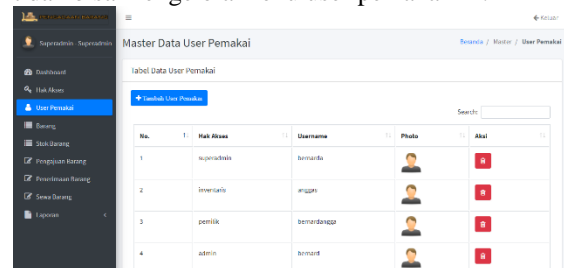 Keluar
Superadmin - Superadmin
Master Data User Pemakai
Beranda / Master / User Pemakai
Dashboard
Tabel Data User Pemakai
Hak Akses
User Pemakai
+ Tambah User Pemakai
Barang
Search:
Stok Barang
No. Hak Akses Username Photo Aksi
Pengajuan Barang
1 superadmin bernarda
Penerimaan Barang
Sewa Barang
2 inventaris anggas
Laporan
3 pemilik bernardangga
4 admin bernard